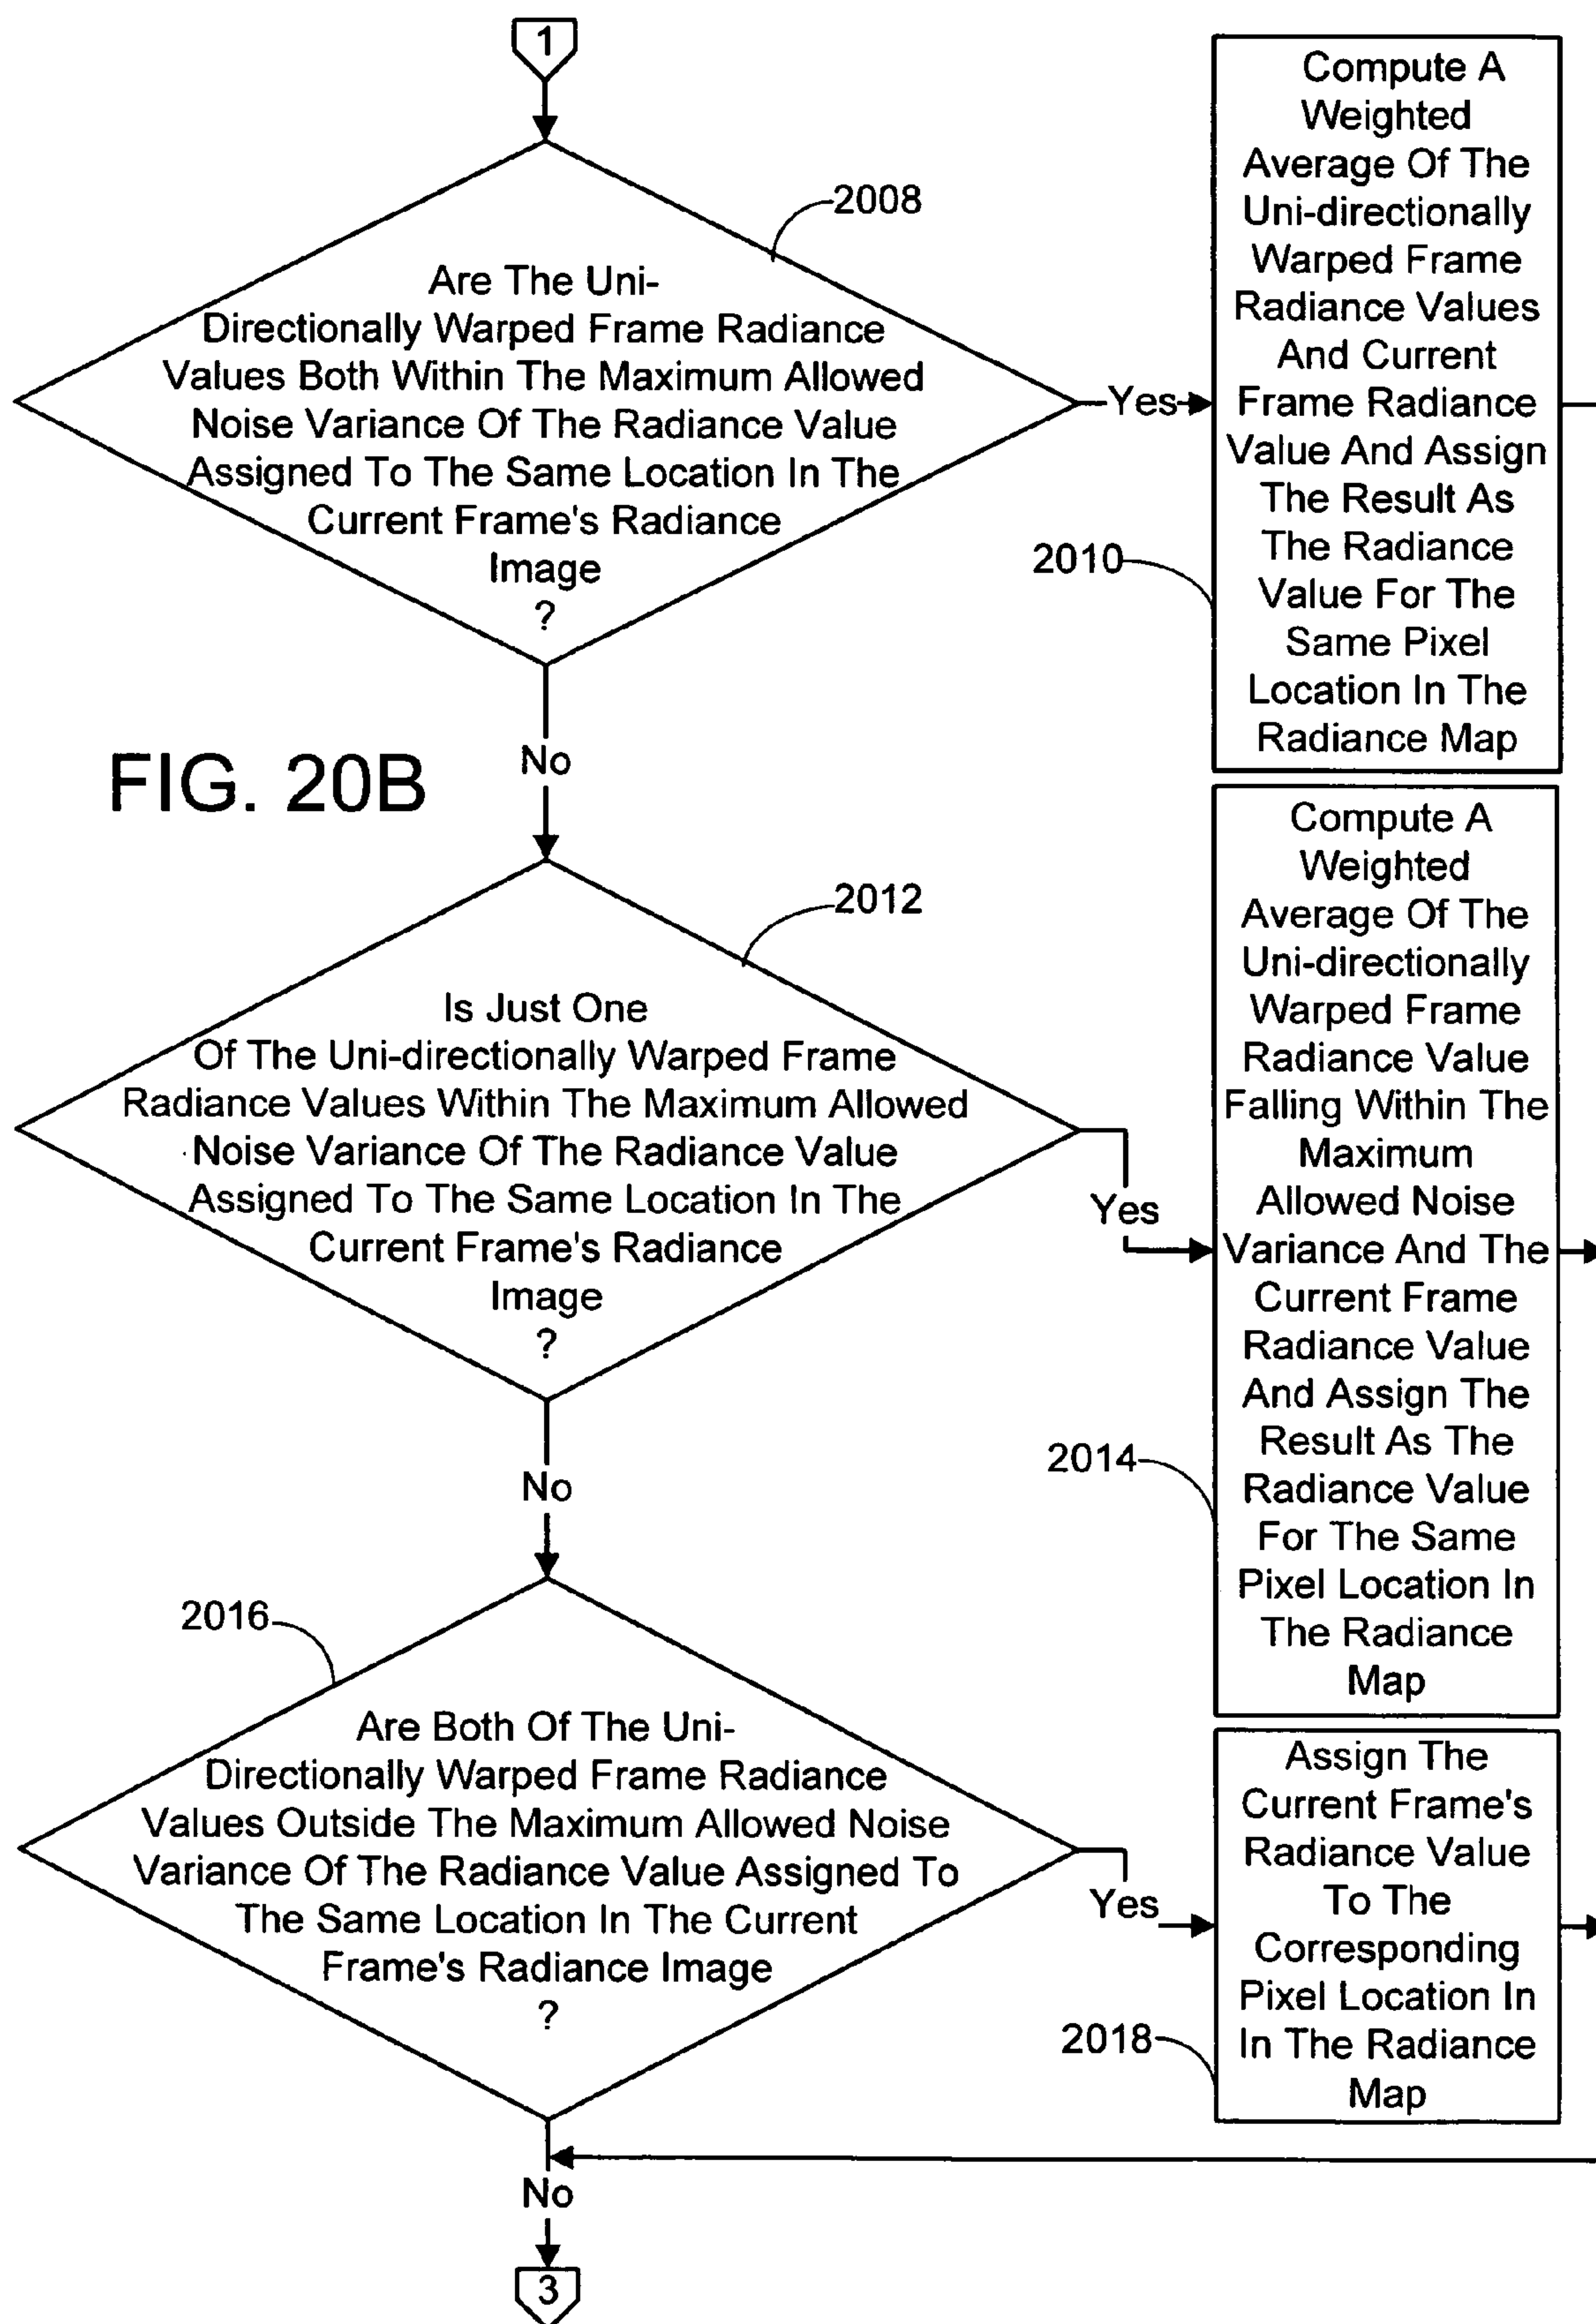 1
2008
Are The Uni-
Directionally Warped Frame Radiance
Values Both Within The Maximum Allowed
Noise Variance Of The Radiance Value
Assigned To The Same Location In The
Current Frame's Radiance
Image
?
Yes
Compute A
Weighted
Average Of The
Uni-directionally
Warped Frame
Radiance Values
And Current
Frame Radiance
Value And Assign
The Result As
The Radiance
Value For The
Same Pixel
Location In The
Radiance Map
2010
No
FIG. 20B
2012
Is Just One
Of The Uni-directionally Warped Frame
Radiance Values Within The Maximum Allowed
Noise Variance Of The Radiance Value
Assigned To The Same Location In The
Current Frame's Radiance
Image
?
Yes
Compute A
Weighted
Average Of The
Uni-directionally
Warped Frame
Radiance Value
Falling Within The
Maximum
Allowed Noise
Variance And The
Current Frame
Radiance Value
And Assign The
Result As The
Radiance Value
For The Same
Pixel Location In
The Radiance
Map
2014
No
2016
Are Both Of The Uni-
Directionally Warped Frame Radiance
Values Outside The Maximum Allowed Noise
Variance Of The Radiance Value Assigned To
The Same Location In The Current
Frame's Radiance Image
?
Yes
Assign The
Current Frame's
Radiance Value
To The
Corresponding
Pixel Location In
In The Radiance
Map
2018
No
3